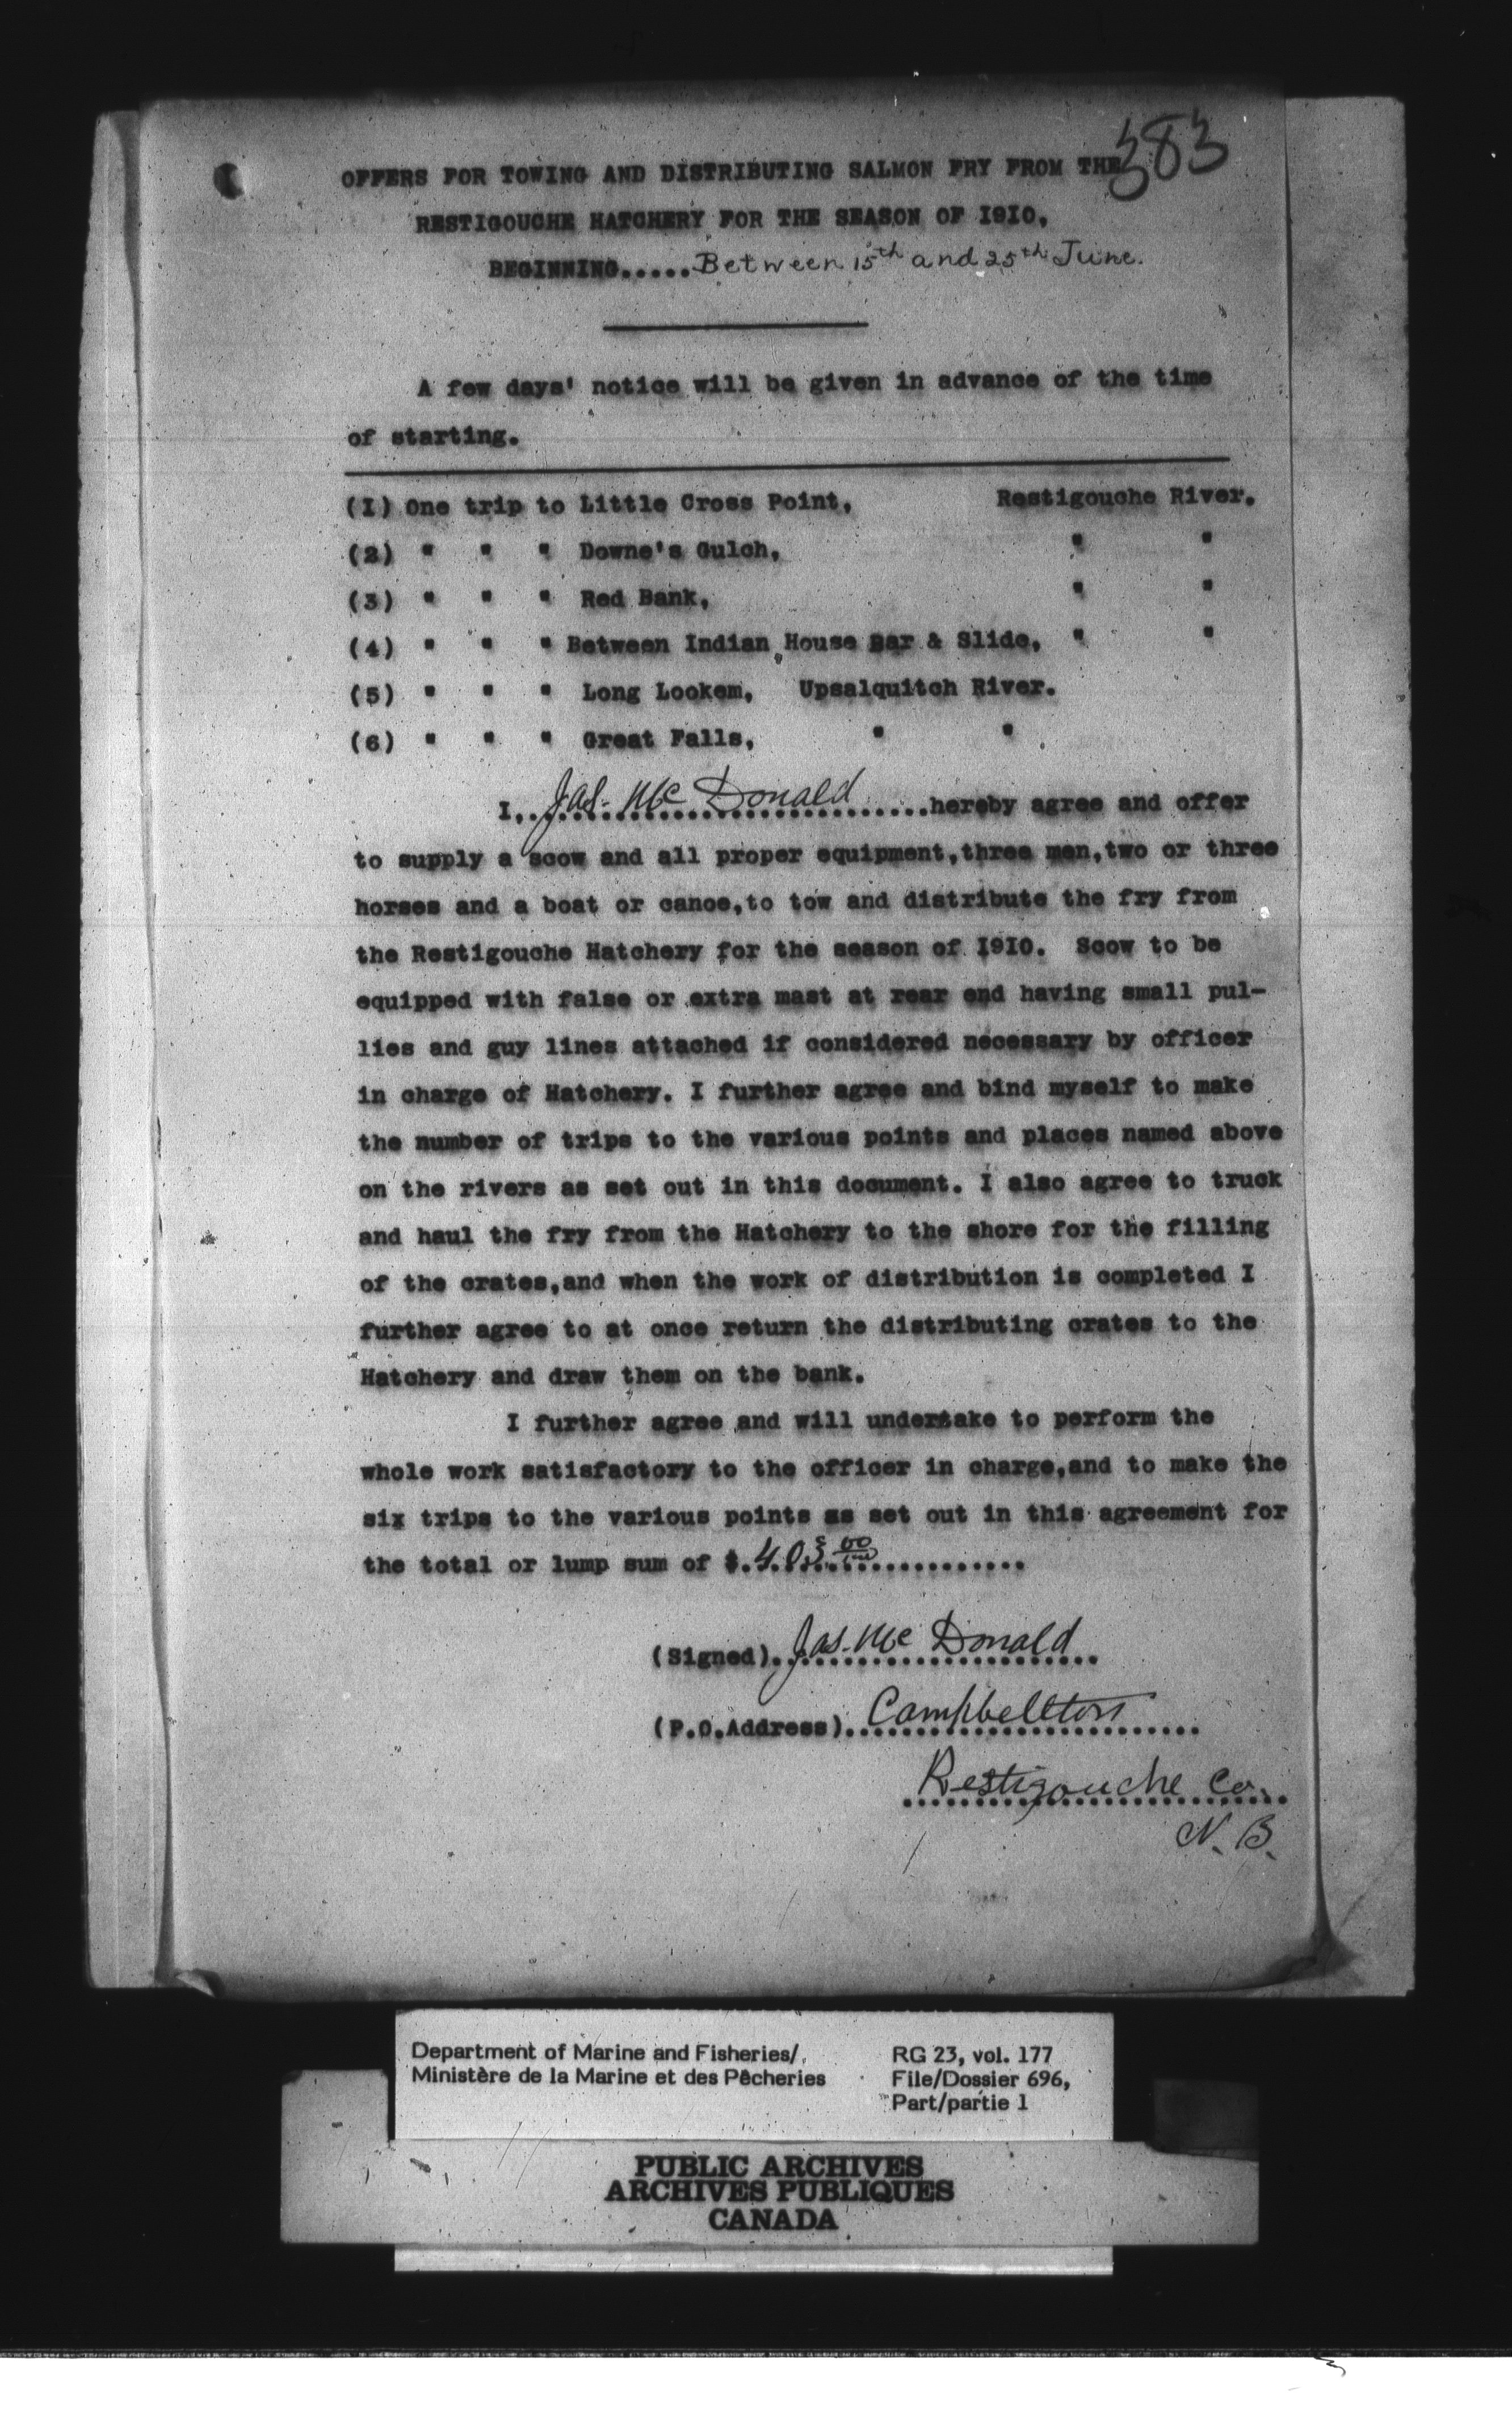 383
OFFERS FOR TOWING AND DISTRIBUTING SALMON FRY FROM THE
RESTIGOUCHE HATCHERY FOR THE SEASON OF I9I0,
BEGINNING.....Between 15th and 25th June.
A few days' notice will be given in advance of the time
of starting.
(I) One trip to Little Cross Point, Restigouche River.
(2) " " " Downe's Gulch, " "
(3) " " " Red Bank, " "
(4) " " " Between Indian House Bar & Slide, " "
(5) " " " Long Lookem, Upsalquitch River.
(6) " " " Great Falls, " "
I,..Jas. McDonald......hereby agree and offer
to supply a scow and all proper equipment,three men,two or three
horses and a boat or canoe,to tow and distribute the fry from
the Restigouche Hatchery for the season of I9I0. Scow to be
equipped with false or extra mast at rear end having small pul-
lies and guy lines attached if considered necessary by officer
in charge of Hatchery. I further agree and bind myself to make
the number of trips to the various points and places named above
on the rivers as set out in this document. I also agree to truck
and haul the fry from the Hatchery to the shore for the filling
of the crates,and when the work of distribution is completed I
further agree to at once return the distributing crates to the
Hatchery and draw them on the bank.
I further agree and will undertake to perform the
whole work satisfactory to the officer in charge,and to make the
six trips to the various points as set out in this agreement for
the total or lump sum of $.403 00/100..............
(Signed)..Jas. McDonald..
(P.O.Address)..Campbellton......
Restigouche Co.
N. B.
Department of Marine and Fisheries/ RG 23, vol. 177
Ministère de la Marine et des Pêcheries File/Dossier 696,
Part/partie 1
PUBLIC ARCHIVES
ARCHIVES PUBLIQUES
CANADA